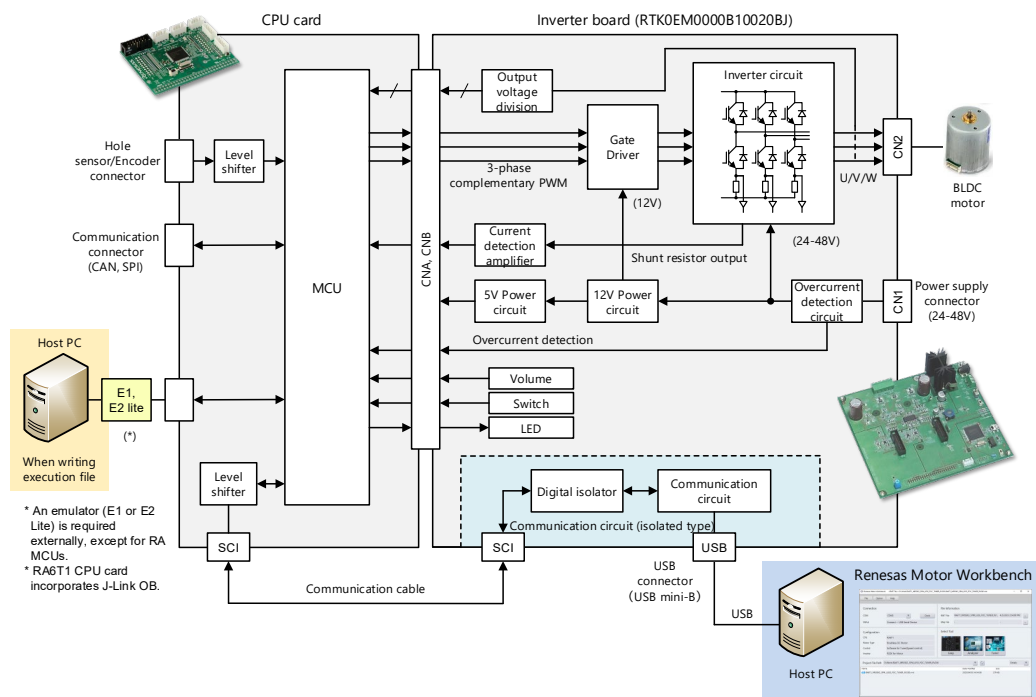 CPU card
Inverter board (RTK0EM0000B10020BJ)
Output
voltage
division
Inverter circuit
Hole
sensor/Encoder
connector
Level
shifter
Gate
Driver
3-phase
complementary PWM
(12V)
U/V/W
CN2
BLDC
motor
Communication
connector
(CAN, SPI)
MCU
CNA, CNB
Current
detection
amplifier
Shunt resistor output
(24-48V)
5V Power
circuit
12V Power
circuit
Overcurrent
detection
circuit
CN1
Power supply
connector
(24-48V)
Overcurrent detection
Host PC
E1,
E2 lite
(*)
When writing
execution file
Volume
Switch
LED
Level
shifter
Digital isolator
Communication
circuit
Communication circuit (isolated type)
* An emulator (E1 or E2
Lite) is required
externally, except for RA
MCUs.
* RA6T1 CPU card
incorporates J-Link OB.
SCI
SCI
USB
Communication cable
USB
connector
(USB mini-B)
USB
Host PC
Renesas Motor Workbench